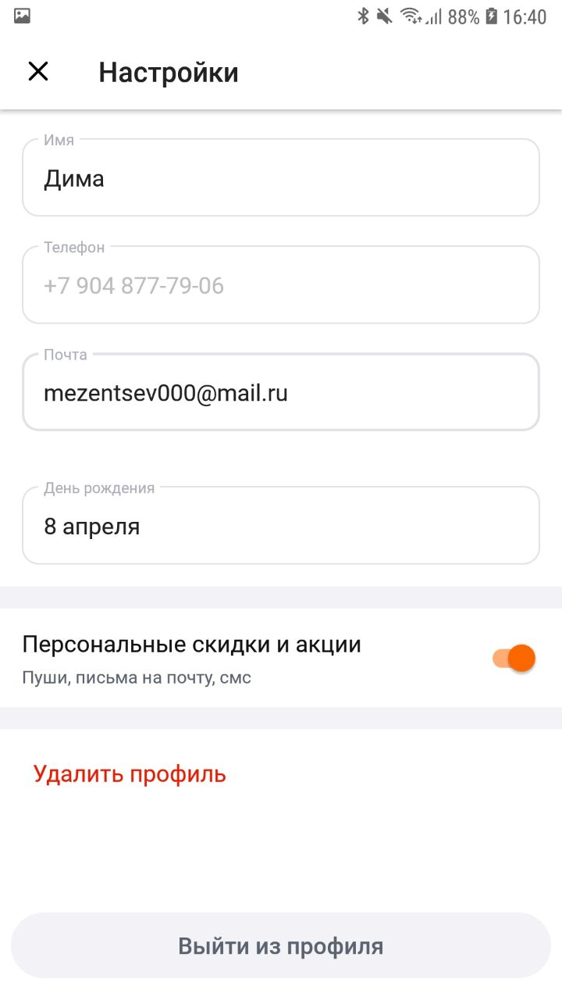 88% 16:40
Настройки
Имя
Дима
Телефон
+7 904 877-79-06
Почта
mezentsev000@mail.ru
День рождения
8 апреля
Персональные скидки и акции
Пуши, письма на почту, смс
Удалить профиль
Выйти из профиля